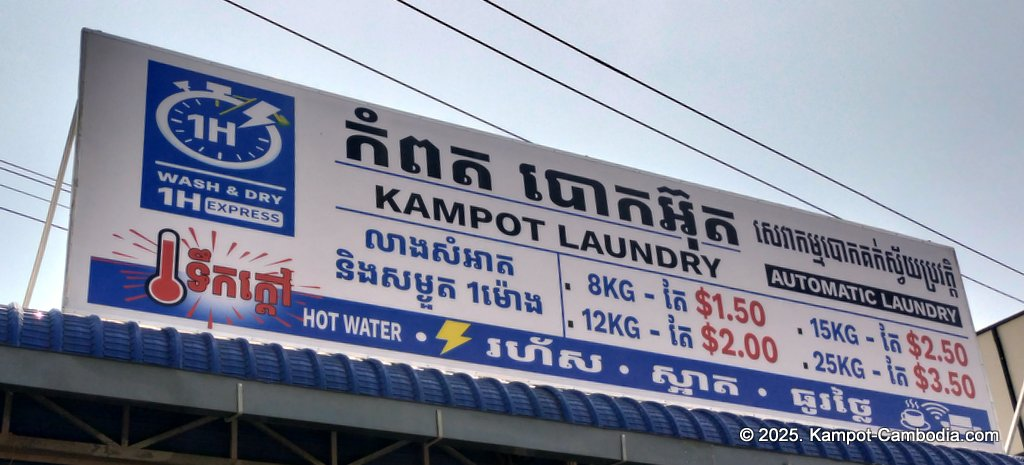 1H
WASH & DRY
1H EXPRESS
កំពត បោកអ៊ុត
KAMPOT LAUNDRY
សេវាកម្មបោកគក់ស្វ័យប្រវត្តិ
AUTOMATIC LAUNDRY
លាងសំអាត
និងសម្ងួត 1ម៉ោង
8KG - តែ $1.50
12KG - តែ $2.00
15KG - តែ $2.50
25KG - តែ $3.50
ទឹកក្តៅ
HOT WATER • រហ័ស • ស្អាត • ធូរថ្លៃ
© 2025. Kampot-Cambodia.com